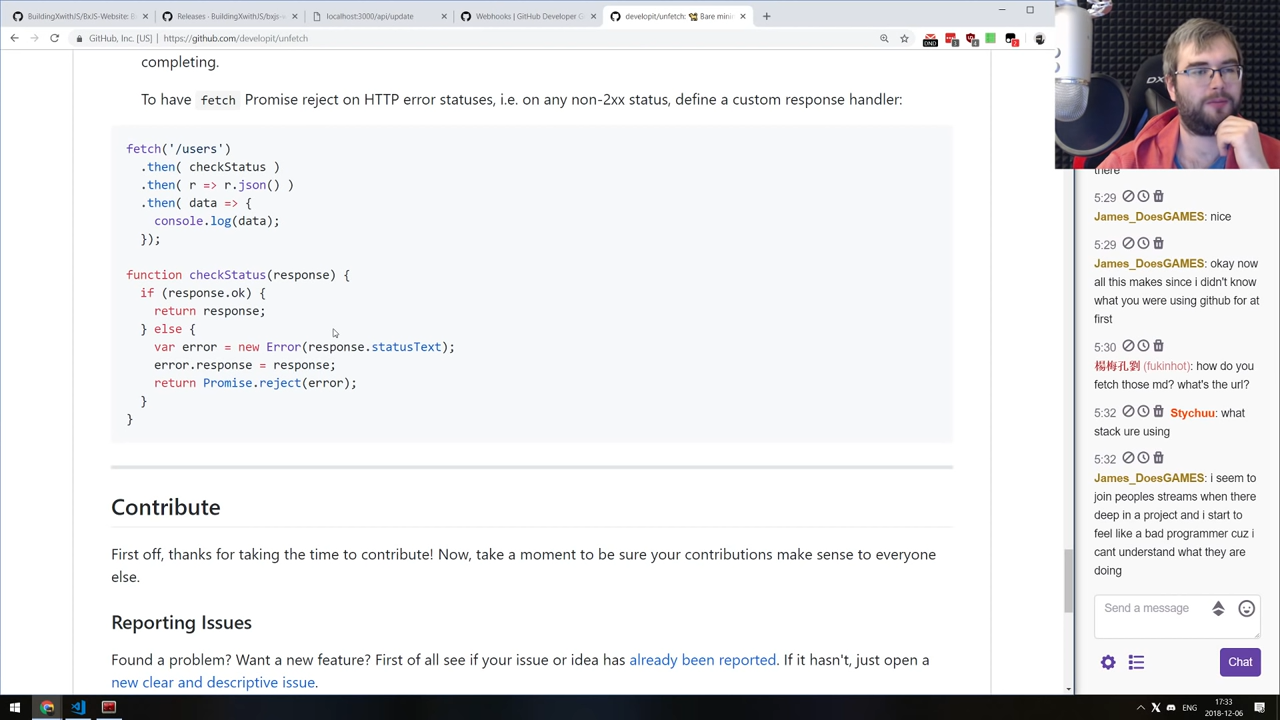 BuildingXwithJS/BxJS-Website: B
Releases · BuildingXwithJS/bxjs-v
localhost:3000/api/update
Webhooks | GitHub Developer G
developit/unfetch: 🐕 Bare mini
GitHub, Inc. [US] | https://github.com/developit/unfetch
completing.
To have fetch Promise reject on HTTP error statuses, i.e. on any non-2xx status, define a custom response handler:
fetch('/users')
.then( checkStatus )
.then( r => r.json() )
.then( data => {
console.log(data);
});
function checkStatus(response) {
if (response.ok) {
return response;
} else {
var error = new Error(response.statusText);
error.response = response;
return Promise.reject(error);
}
}
Contribute
First off, thanks for taking the time to contribute! Now, take a moment to be sure your contributions make sense to everyone
else.
Reporting Issues
Found a problem? Want a new feature? First of all see if your issue or idea has already been reported. If it hasn't, just open a
new clear and descriptive issue.
DX
there
5:29
James_DoesGAMES: nice
5:29
James_DoesGAMES: okay now
all this makes since i didn't know
what you were using github for at
first
5:30
楊梅孔劉 (fukinhot): how do you
fetch those md? what's the url?
5:32 Stychuu: what
stack ure using
5:32
James_DoesGAMES: i seem to
join peoples streams when there
deep in a project and i start to
feel like a bad programmer cuz i
cant understand what they are
doing
Send a message
Chat
ENG
17:33
2018-12-06